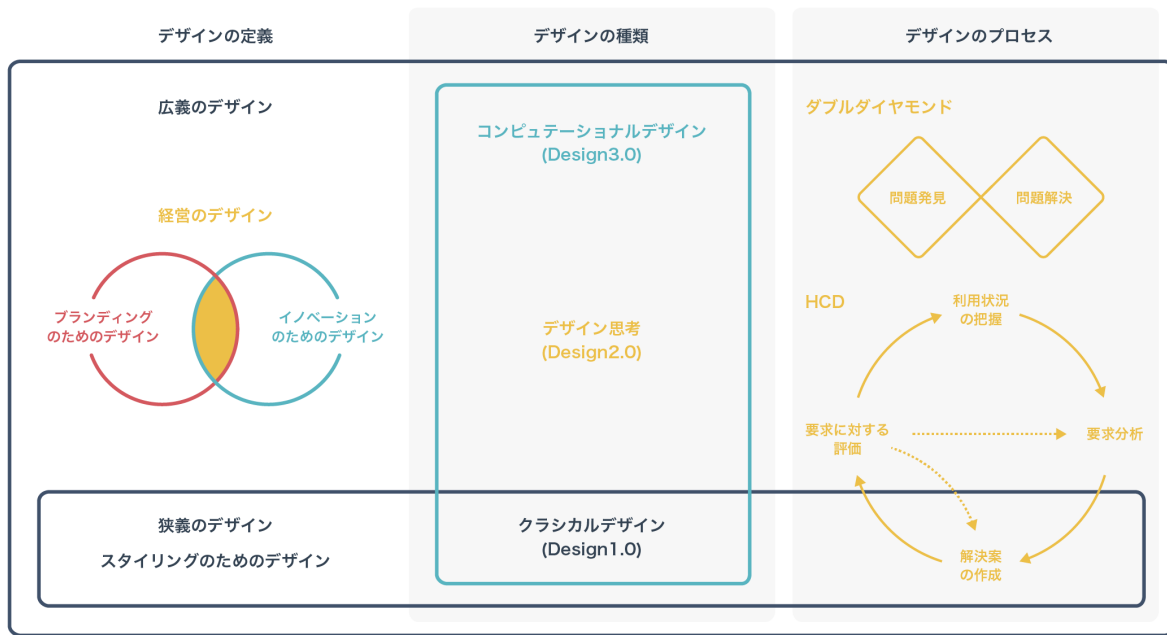 デザインの定義
デザインの種類
デザインのプロセス
広義のデザイン
経営のデザイン
ブランディング
のためのデザイン
イノベーション
のためのデザイン
狭義のデザイン
スタイリングのためのデザイン
コンピュテーショナルデザイン
(Design3.0)
デザイン思考
(Design2.0)
クラシカルデザイン
(Design1.0)
ダブルダイヤモンド
問題発見
問題解決
HCD
利用状況
の把握
要求に対する
評価
要求分析
解決案
の作成